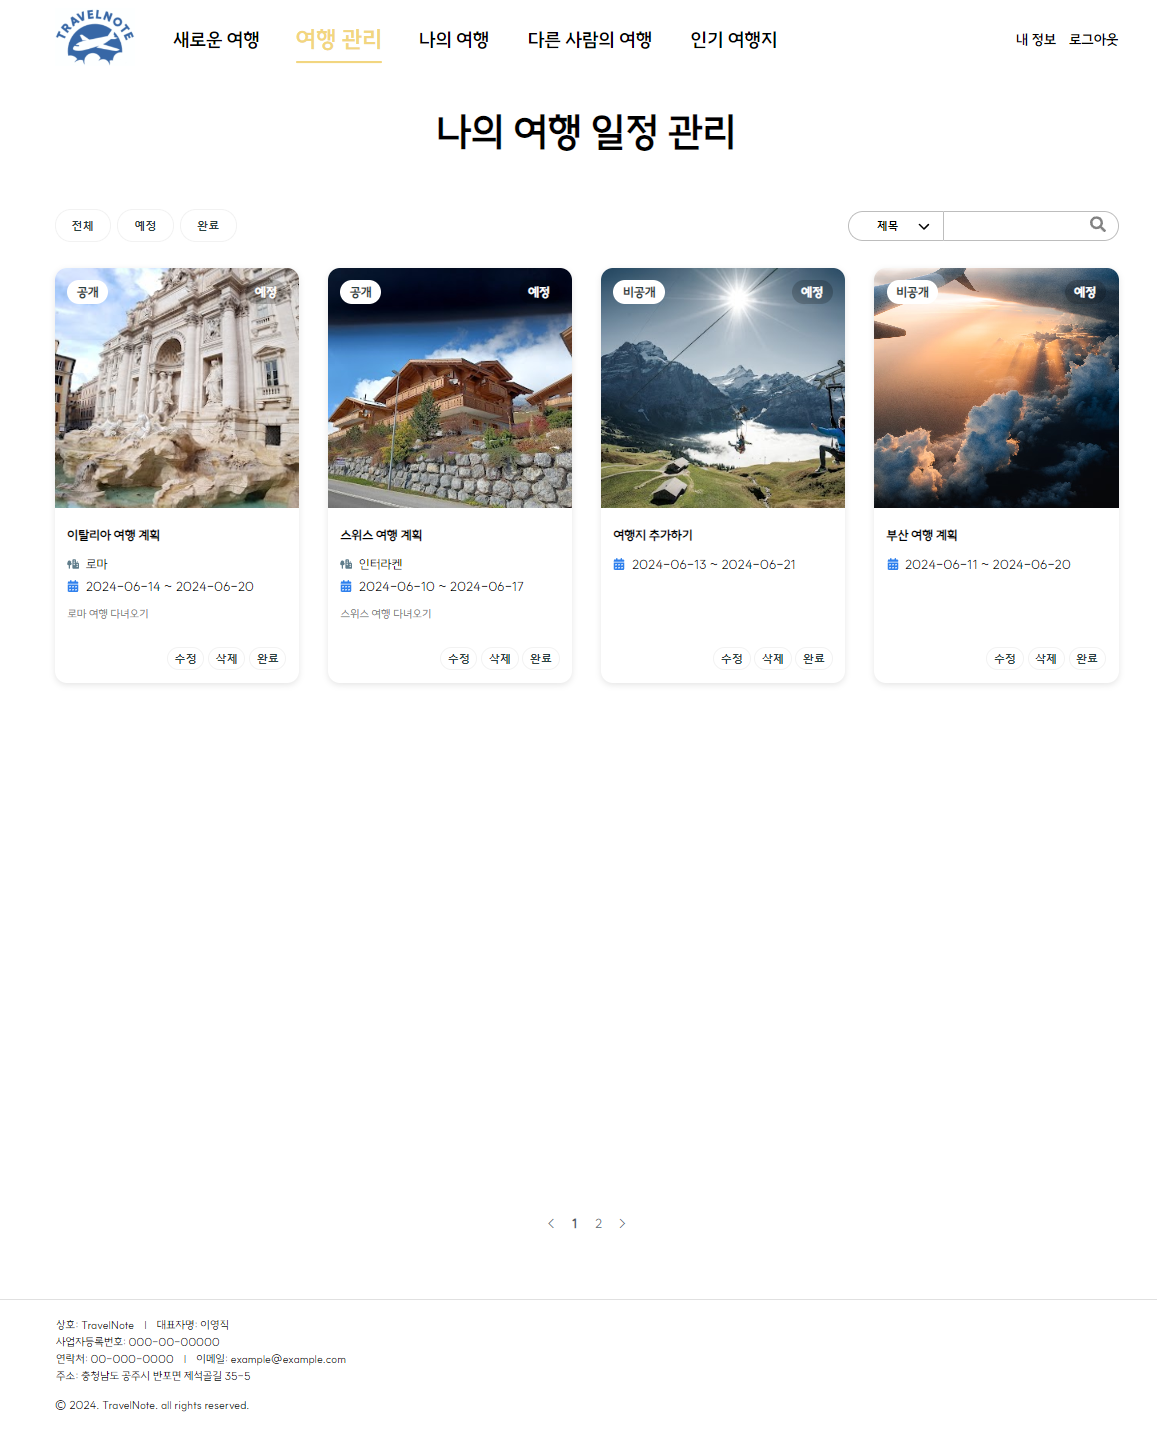 TRAVELNOTE
새로운 여행 여행 관리 나의 여행 다른 사람의 여행 인기 여행지 내 정보 로그아웃
나의 여행 일정 관리
전체 예정 완료 제목
공개 예정
이탈리아 여행 계획
로마
2024-06-14 ~ 2024-06-20
로마 여행 다녀오기
수정 삭제 완료
공개 예정
스위스 여행 계획
인터라켄
2024-06-10 ~ 2024-06-17
스위스 여행 다녀오기
수정 삭제 완료
비공개 예정
여행지 추가하기
2024-06-13 ~ 2024-06-21
수정 삭제 완료
비공개 예정
부산 여행 계획
2024-06-11 ~ 2024-06-20
수정 삭제 완료
< 1 2 >
상호: TravelNote | 대표자명: 이영직
사업자등록번호: 000-00-00000
연락처: 00-000-0000 | 이메일: example@example.com
주소: 충청남도 공주시 반포면 제석골길 35-5
© 2024. TravelNote. all rights reserved.